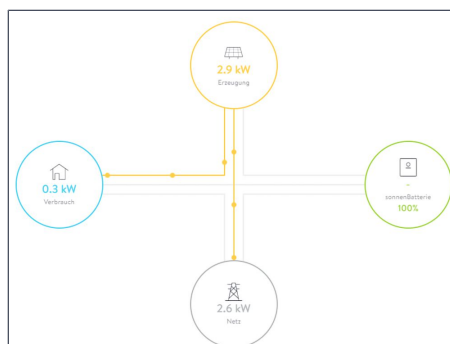 2.9 kW
Erzeugung
0.3 kW
Verbrauch
-
sonnenBatterie
100%
2.6 kW
Netz